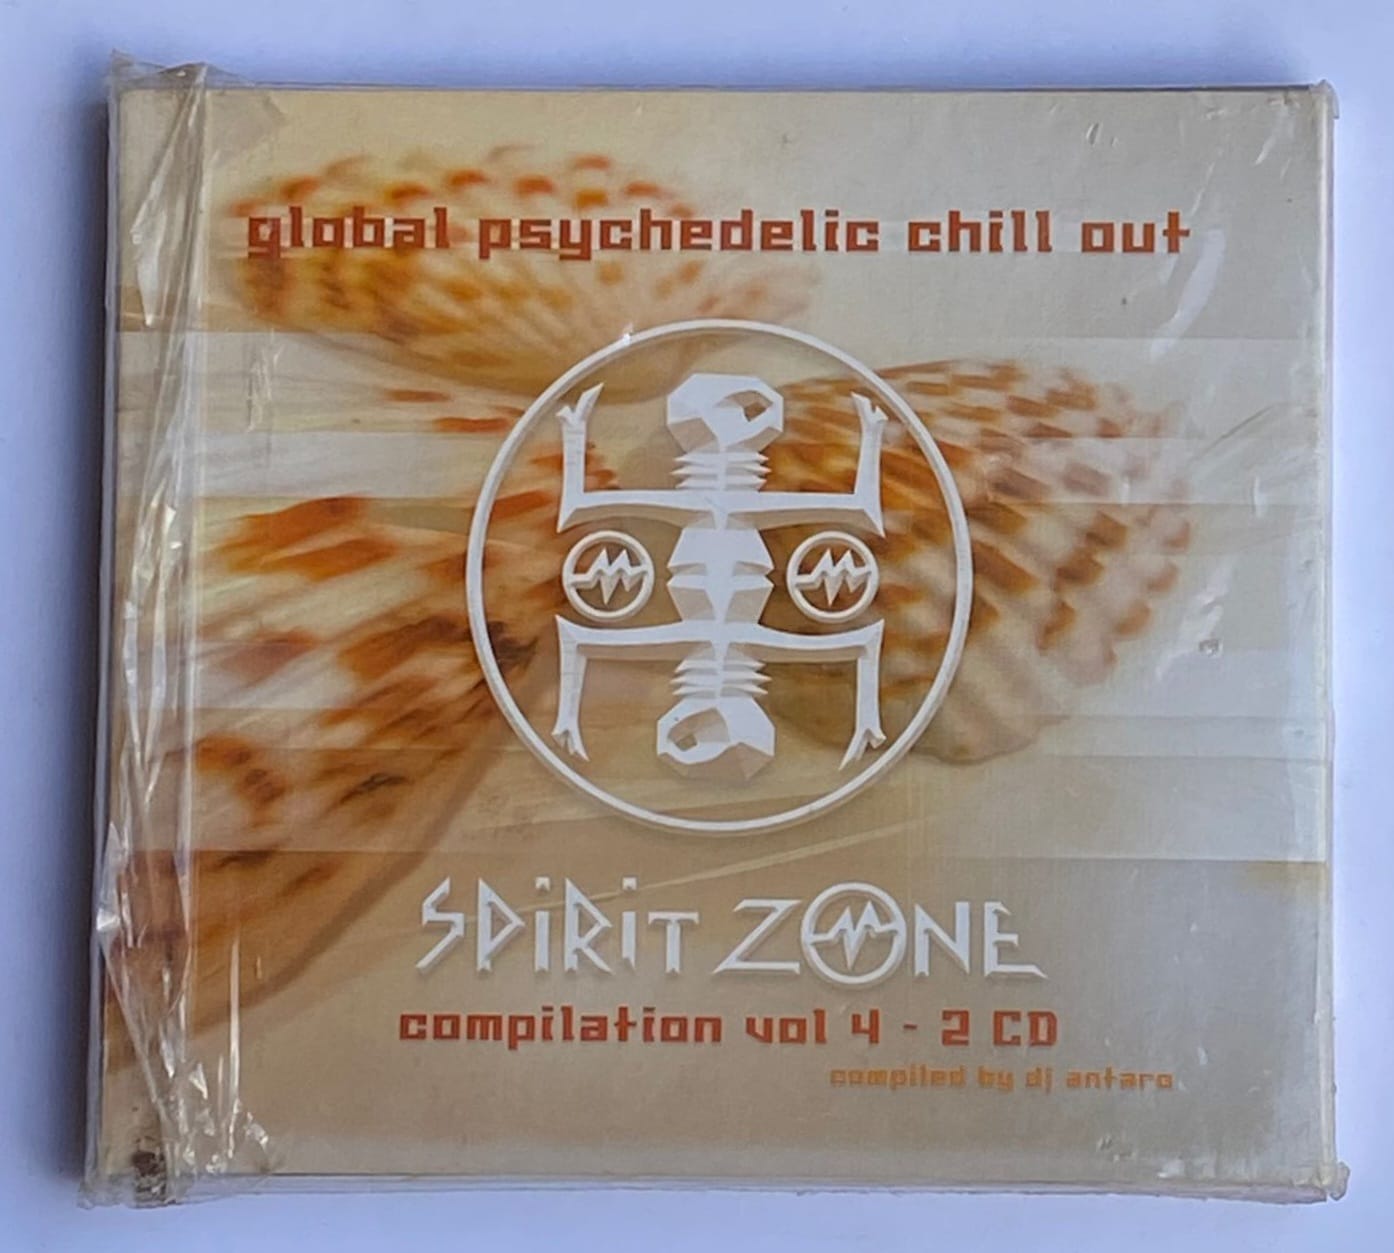 global psychedelic chill out
SPiRiT ZONE
compilation vol 4 - 2 CD
compiled by dj antaro